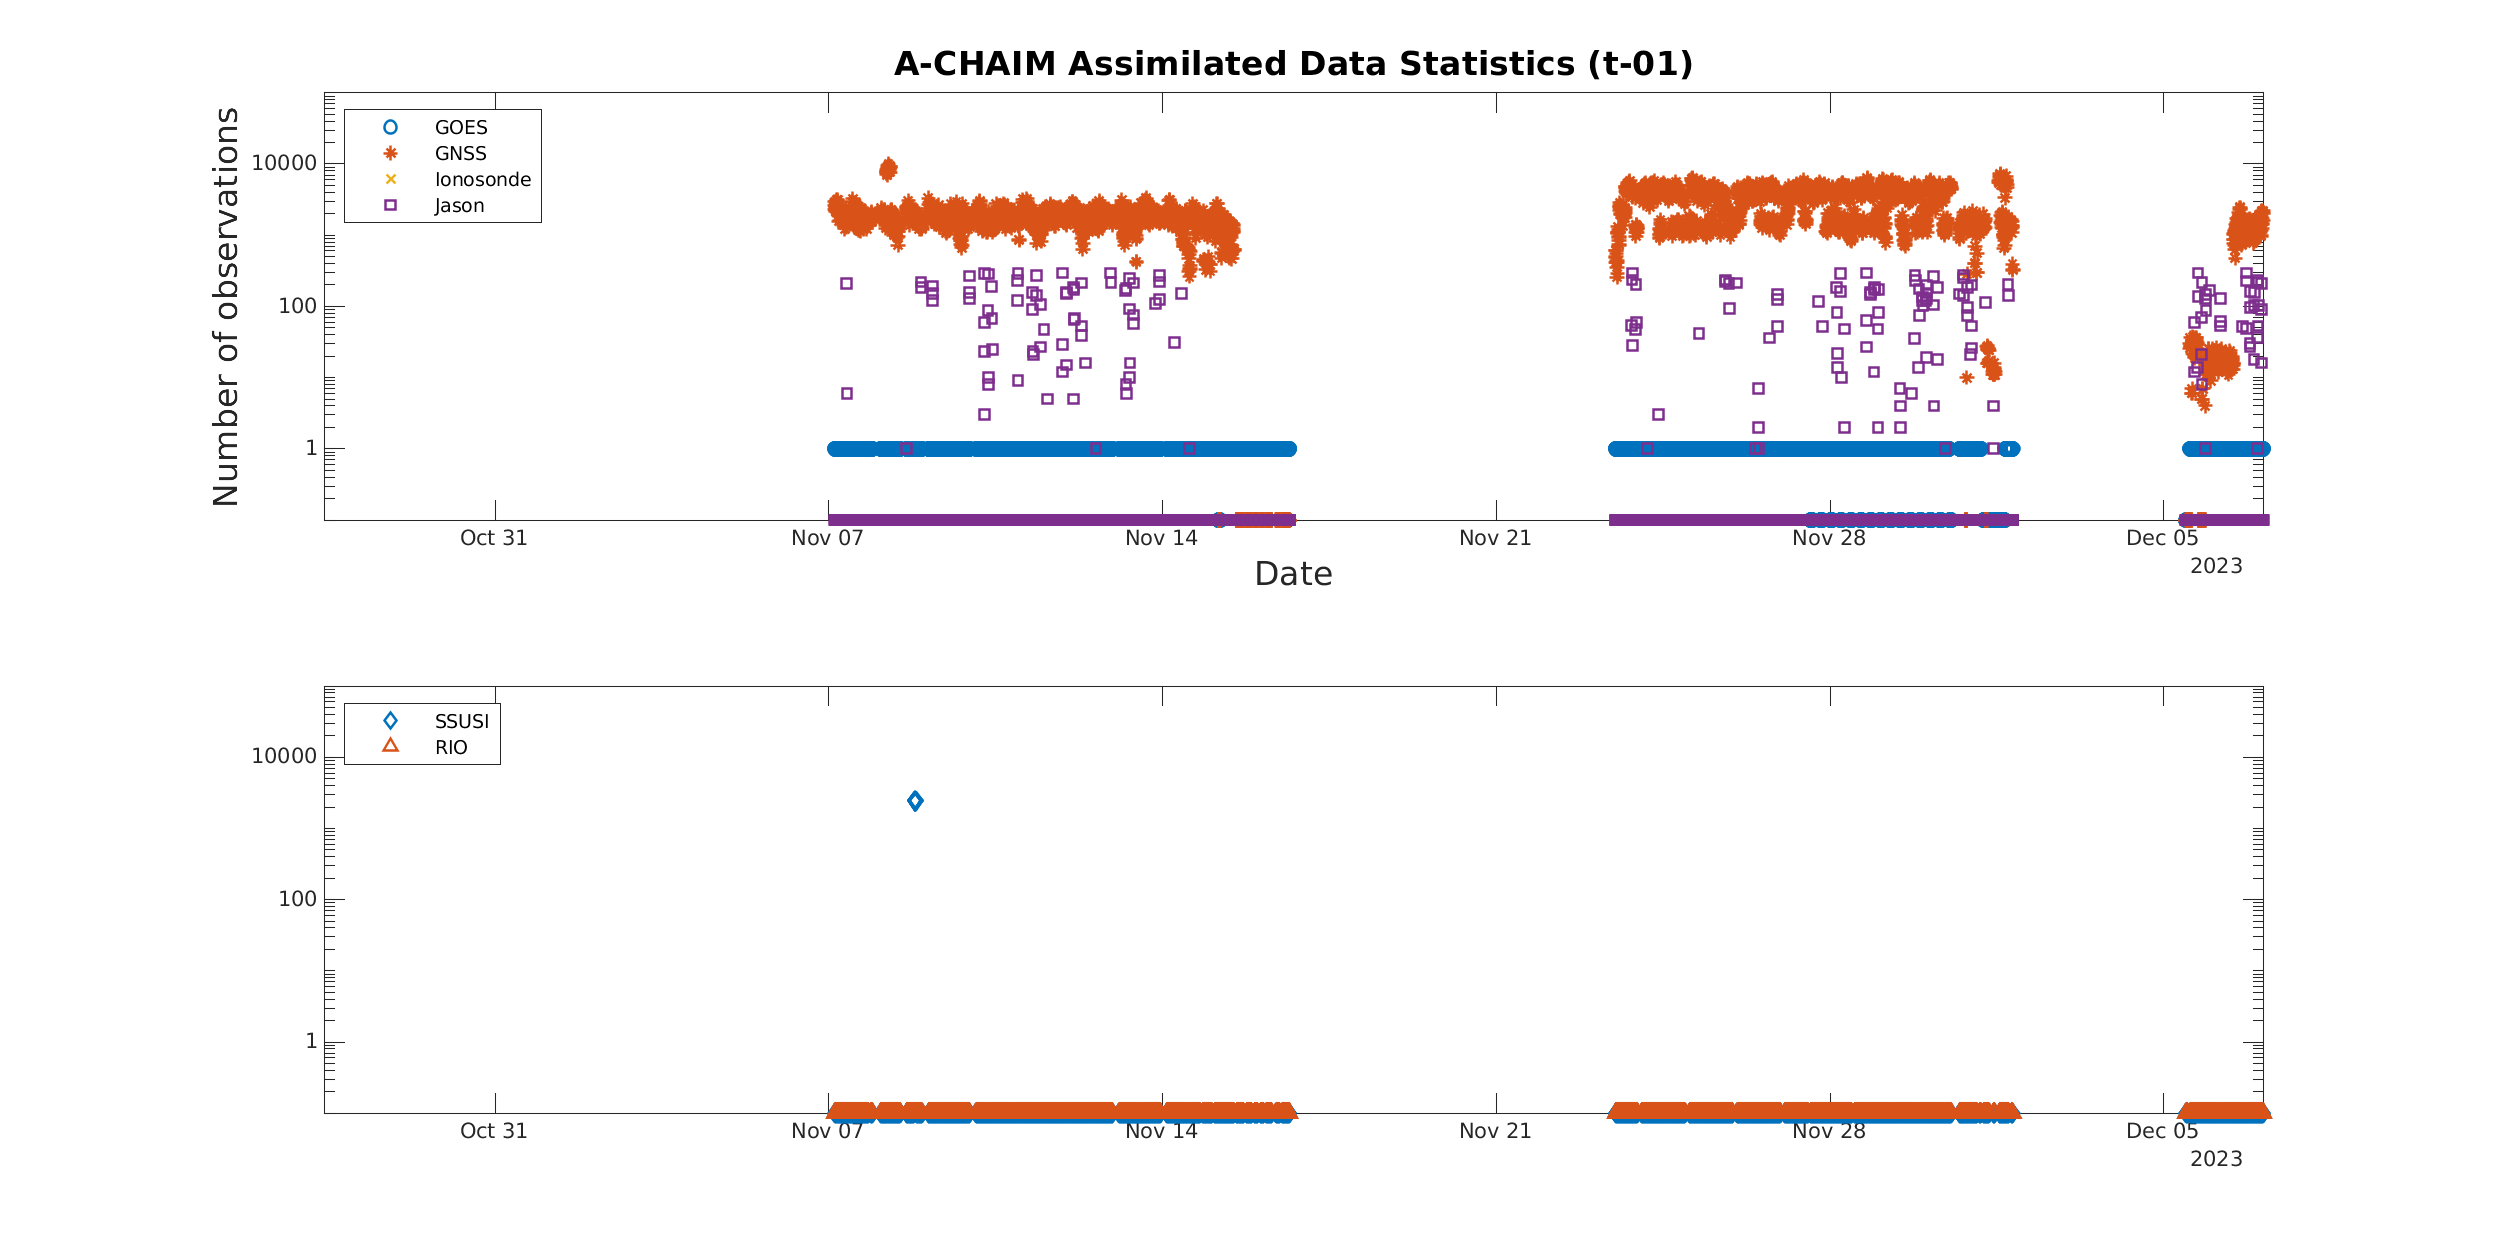 A-CHAIM Assimilated Data Statistics (t-01)
Number of observations
10000
100
1
GOES
GNSS
Ionosonde
Jason
Oct 31
Nov 07
Nov 14
Nov 21
Nov 28
Dec 05
2023
Date
10000
100
1
SSUSI
RIO
Oct 31
Nov 07
Nov 14
Nov 21
Nov 28
Dec 05
2023